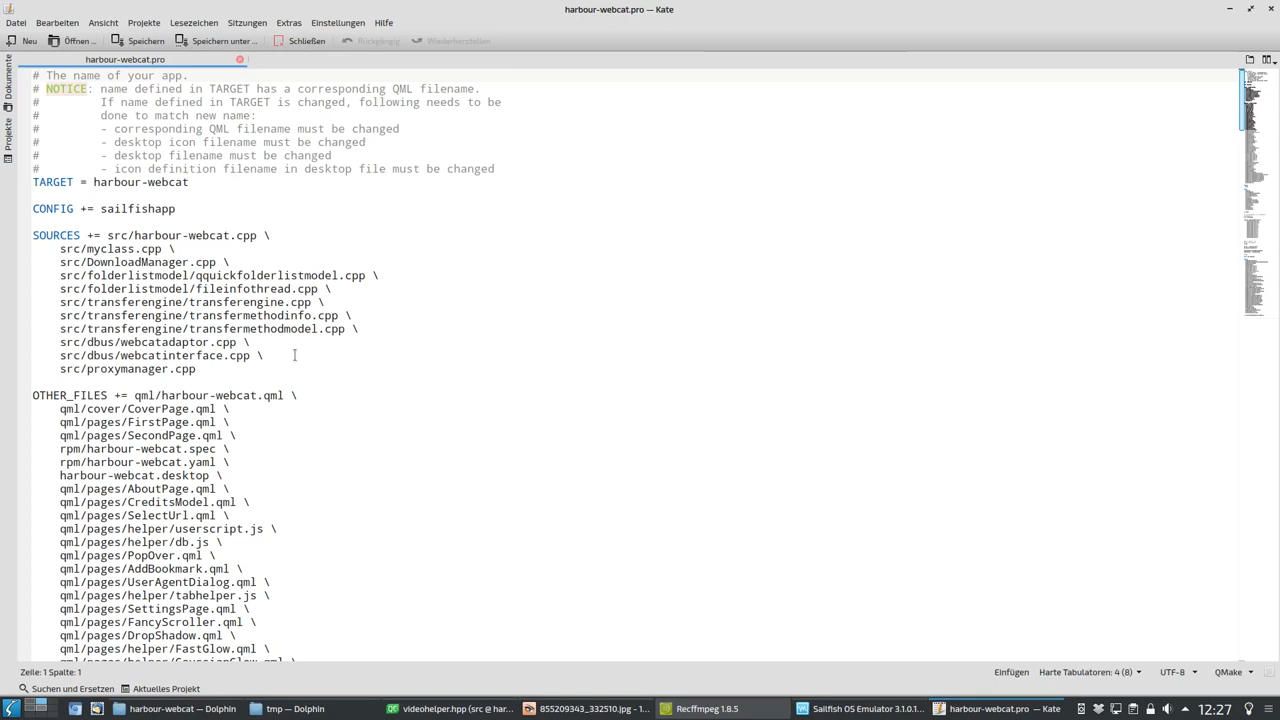 harbour-webcat.pro — Kate
Datei Bearbeiten Ansicht Projekte Lesezeichen Sitzungen Extras Einstellungen Hilfe
Neu Öffnen ... Speichern Speichern unter ... Schließen Rückgängig Wiederherstellen
harbour-webcat.pro
Dokumente
Projekte
# The name of your app.
# NOTICE: name defined in TARGET has a corresponding QML filename.
# If name defined in TARGET is changed, following needs to be
# done to match new name:
# - corresponding QML filename must be changed
# - desktop icon filename must be changed
# - desktop filename must be changed
# - icon definition filename in desktop file must be changed
TARGET = harbour-webcat
CONFIG += sailfishapp
SOURCES += src/harbour-webcat.cpp \
src/myclass.cpp \
src/DownloadManager.cpp \
src/folderlistmodel/qquickfolderlistmodel.cpp \
src/folderlistmodel/fileinfothread.cpp \
src/transferengine/transferengine.cpp \
src/transferengine/transfermethodinfo.cpp \
src/transferengine/transfermethodmodel.cpp \
src/dbus/webcatadaptor.cpp \
src/dbus/webcatinterface.cpp \
src/proxymanager.cpp
OTHER_FILES += qml/harbour-webcat.qml \
qml/cover/CoverPage.qml \
qml/pages/FirstPage.qml \
qml/pages/SecondPage.qml \
rpm/harbour-webcat.spec \
rpm/harbour-webcat.yaml \
harbour-webcat.desktop \
qml/pages/AboutPage.qml \
qml/pages/CreditsModel.qml \
qml/pages/SelectUrl.qml \
qml/pages/helper/userscript.js \
qml/pages/helper/db.js \
qml/pages/PopOver.qml \
qml/pages/AddBookmark.qml \
qml/pages/UserAgentDialog.qml \
qml/pages/helper/tabhelper.js \
qml/pages/SettingsPage.qml \
qml/pages/FancyScroller.qml \
qml/pages/DropShadow.qml \
qml/pages/helper/FastGlow.qml \
Zeile: 1 Spalte: 1 Einfügen Harte Tabulatoren: 4 (8) UTF-8 QMake
Suchen und Ersetzen Aktuelles Projekt
harbour-webcat — Dolphin tmp — Dolphin videohelper.hpp (src @ har... 855209343_332510.jpg - 1... Recffmpeg 1.8.5 Sailfish OS Emulator 3.1.0.1... harbour-webcat.pro — Kate 12:27